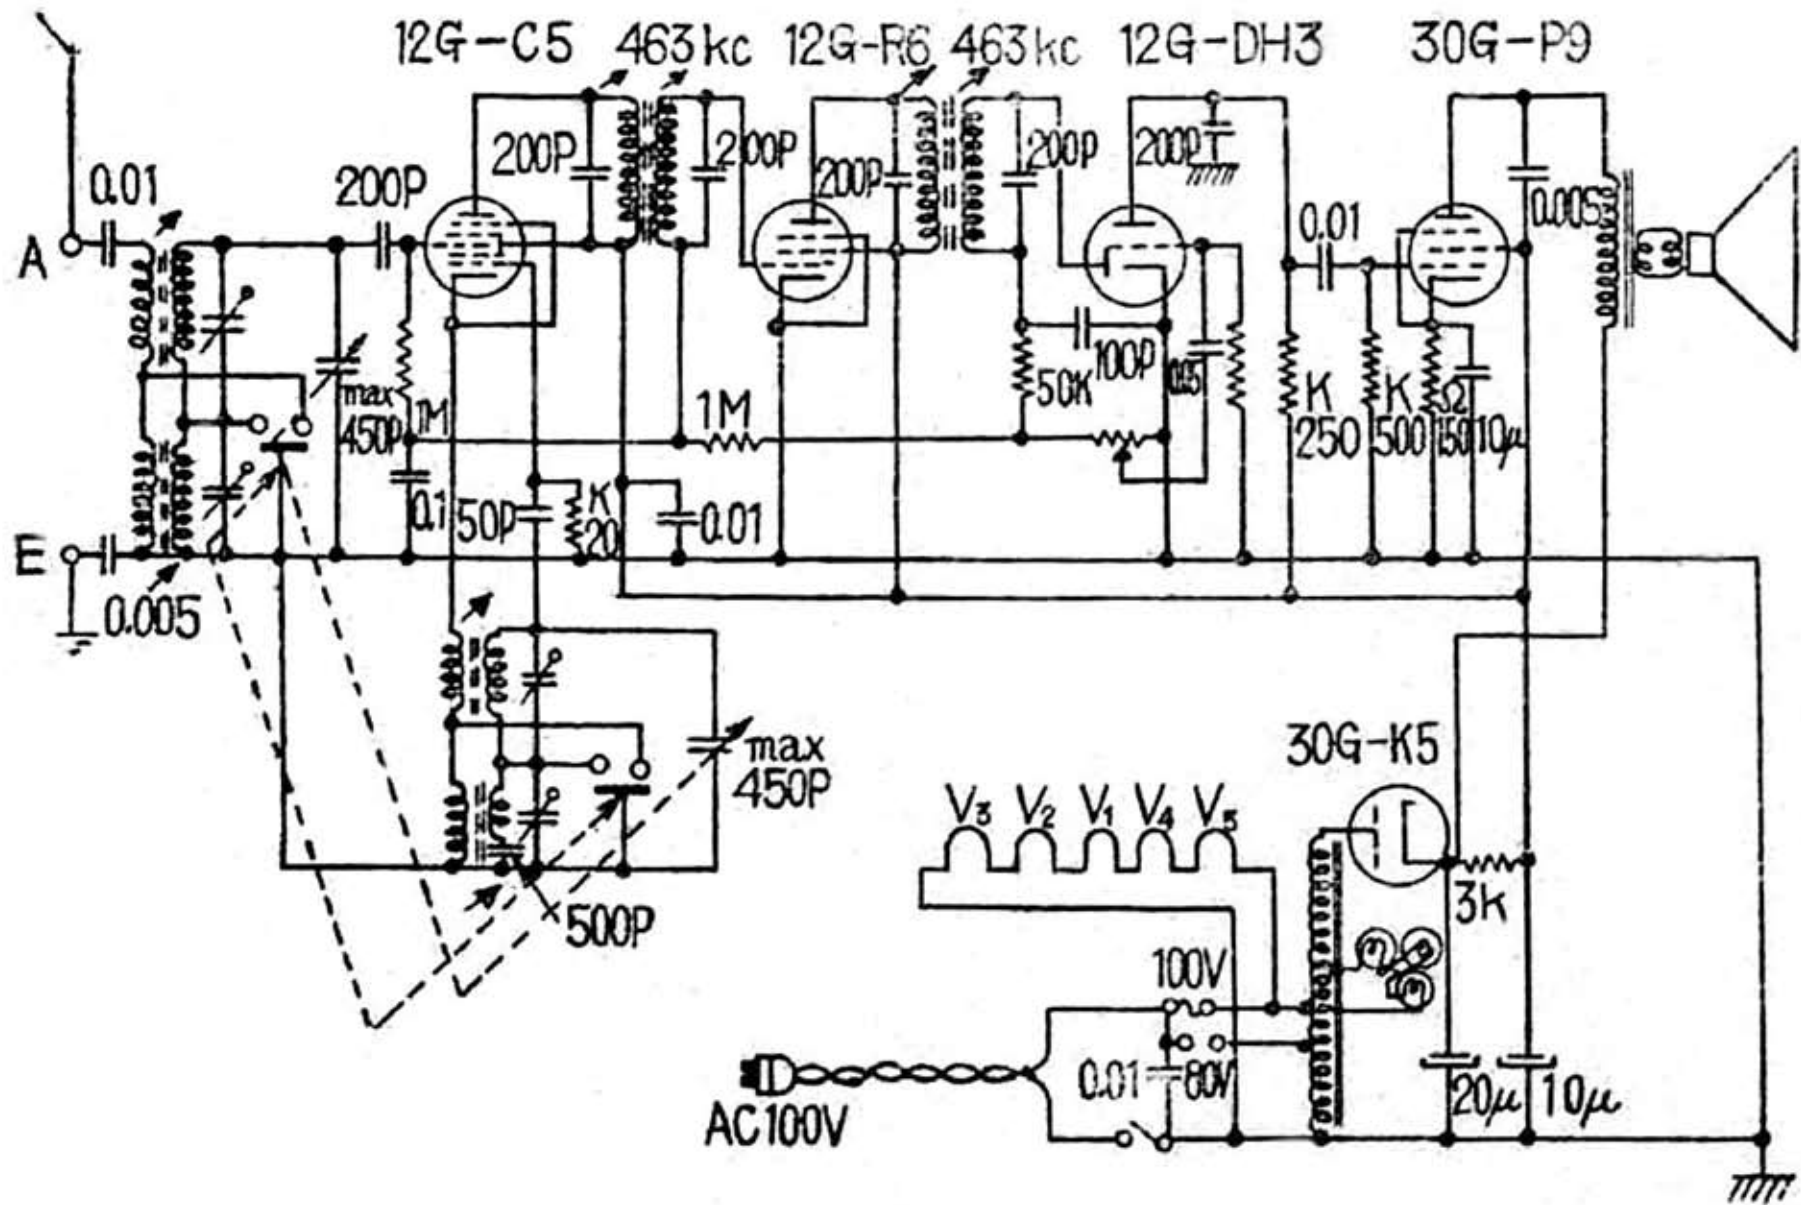 12G-C5 463kc 12G-R6 463kc 12G-DH3 30G-P9
200P 200P 200P 200P 200P
0.01 200P 0.005
0.01
A
max
450P
1M 1M 50K 100P K
250 K
500 Ω
150 10μ
0.1 50P K
20 0.01
E
0.005
max
450P
30G-K5
V3 V2 V1 V4 V5
3K
500P
100V
0.01 80V
20μ 10μ
AC100V